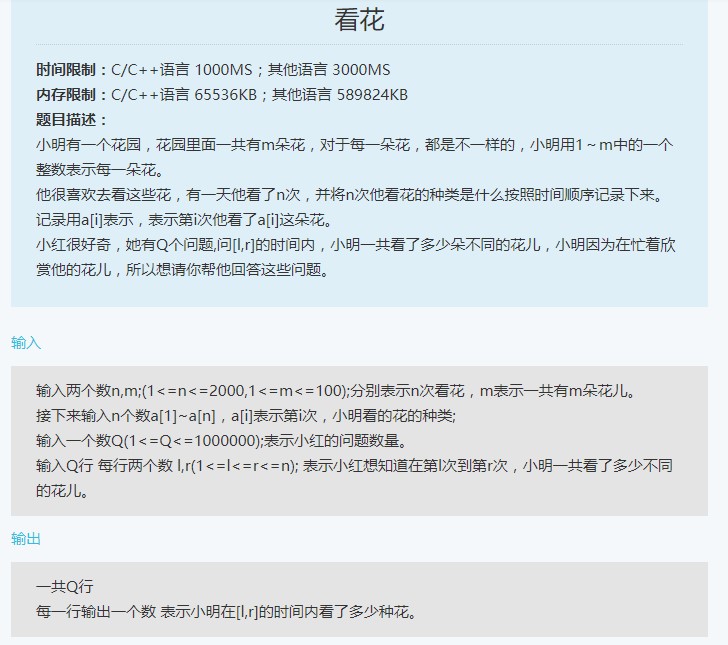 看花
时间限制：C/C++语言 1000MS；其他语言 3000MS
内存限制：C/C++语言 65536KB；其他语言 589824KB
题目描述：
小明有一个花园，花园里面一共有m朵花，对于每一朵花，都是不一样的，小明用1～m中的一个
整数表示每一朵花。
他很喜欢去看这些花，有一天他看了n次，并将n次他看花的种类是什么按照时间顺序记录下来。
记录用a[i]表示，表示第i次他看了a[i]这朵花。
小红很好奇，她有Q个问题,问[l,r]的时间内，小明一共看了多少朵不同的花儿，小明因为在忙着欣
赏他的花儿，所以想请你帮他回答这些问题。
输入
输入两个数n,m;(1<=n<=2000,1<=m<=100);分别表示n次看花，m表示一共有m朵花儿。
接下来输入n个数a[1]~a[n]，a[i]表示第i次，小明看的花的种类;
输入一个数Q(1<=Q<=1000000);表示小红的问题数量。
输入Q行 每行两个数 l,r(1<=l<=r<=n); 表示小红想知道在第l次到第r次，小明一共看了多少不同
的花儿。
输出
一共Q行
每一行输出一个数 表示小明在[l,r]的时间内看了多少种花。